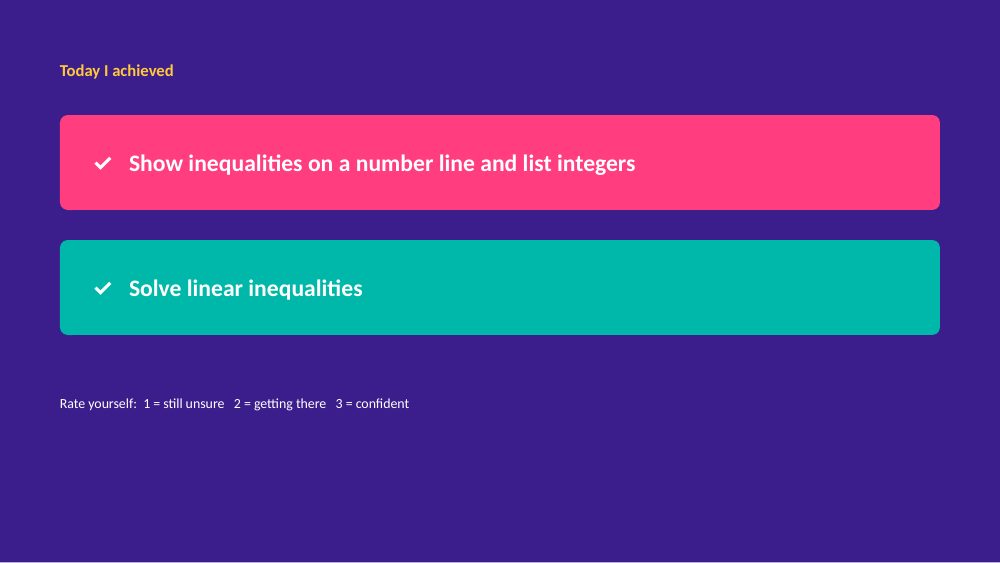 Today I achieved
✓ Show inequalities on a number line and list integers
✓ Solve linear inequalities
Rate yourself: 1 = still unsure 2 = getting there 3 = confident